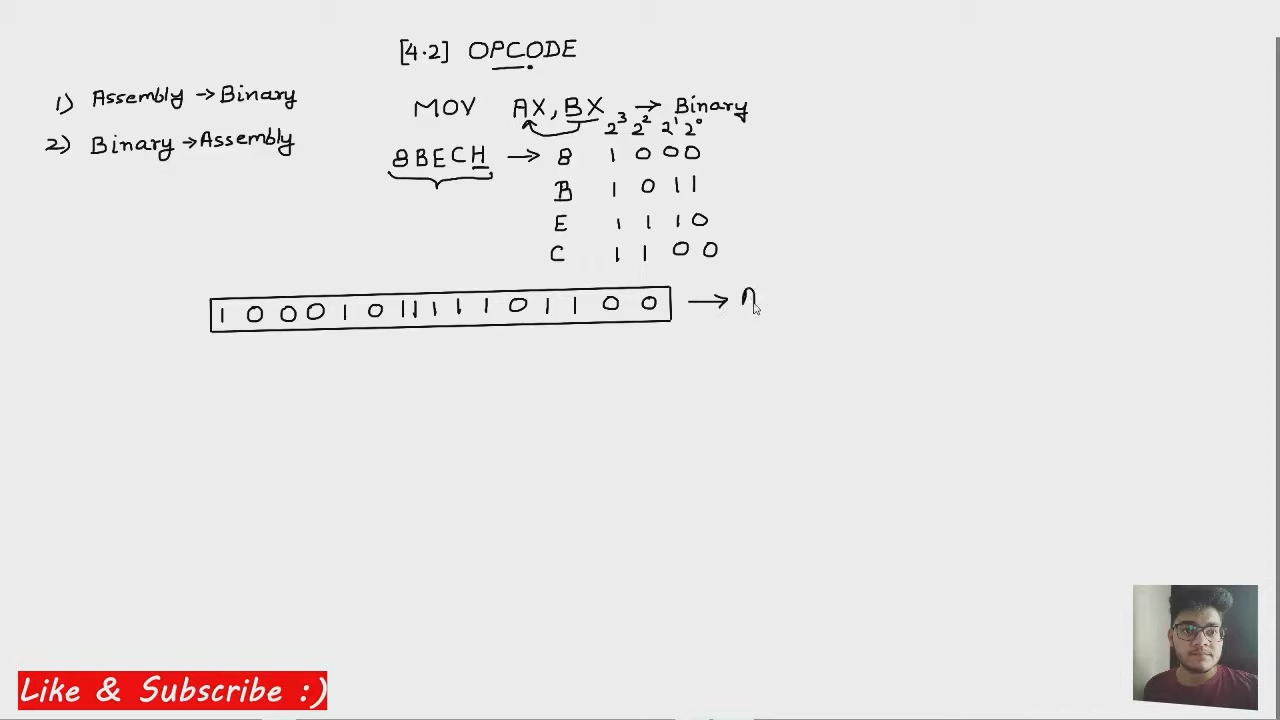 [4.2] OPCODE
1) Assembly → Binary
2) Binary → Assembly
MOV AX, BX → Binary
2³ 2² 2¹ 2⁰
8BECH → 8 1 0 0 0
B 1 0 1 1
E 1 1 1 0
C 1 1 0 0
1 0 0 0 1 0 1 1 1 1 1 0 1 1 0 0 →
Like & Subscribe :)